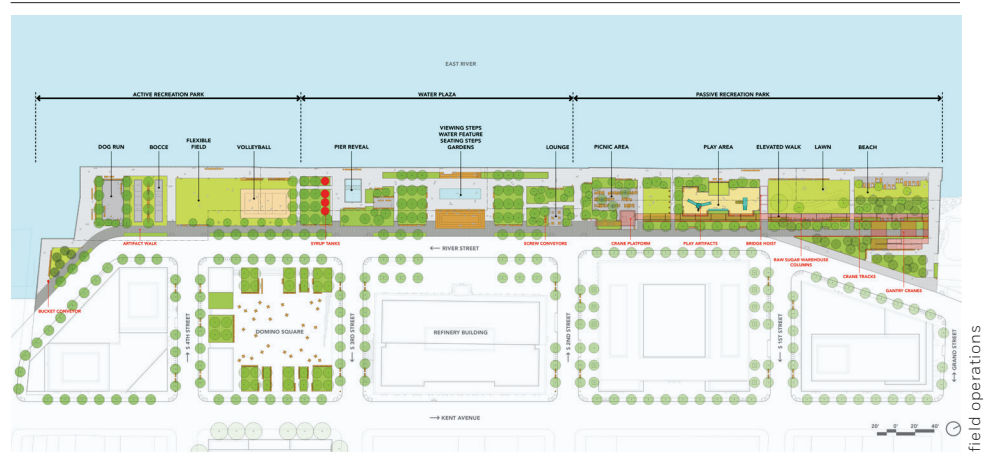 EAST RIVER
ACTIVE RECREATION PARK
WATER PLAZA
PASSIVE RECREATION PARK
DOG RUN
BOCCE
FLEXIBLE
FIELD
VOLLEYBALL
PIER REVEAL
VIEWING STEPS
WATER FEATURE
SEATING STEPS
GARDENS
LOUNGE
PICNIC AREA
PLAY AREA
ELEVATED WALK
LAWN
BEACH
ARTIFACT WALK
SYRUP TANKS
← RIVER STREET
SCREW CONVEYORS
CRANE PLATFORM
PLAY ARTIFACTS
BRIDGE HOIST
RAW SUGAR WAREHOUSE
COLUMNS
CRANE TRACKS
GANTRY CRANES
BUCKET CONVEYOR
S 4TH STREET →
DOMINO SQUARE
← S 3RD STREET
REFINERY BUILDING
S 2ND STREET →
← S 1ST STREET
↔ GRAND STREET
→ KENT AVENUE
20' 0' 20' 40'
field operations